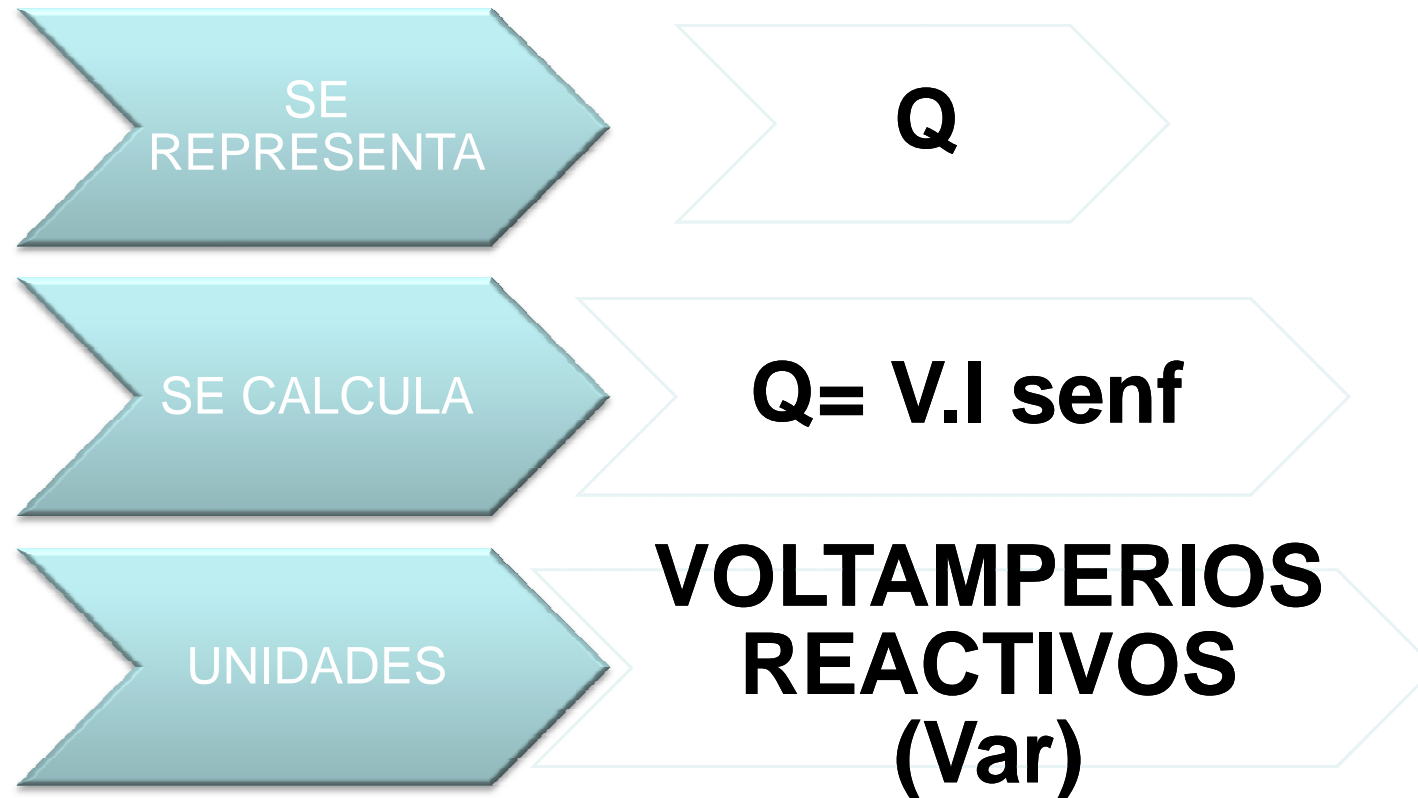 SE
REPRESENTA
Q
SE CALCULA
Q= V.I senf
UNIDADES
VOLTAMPERIOS
REACTIVOS
(Var)